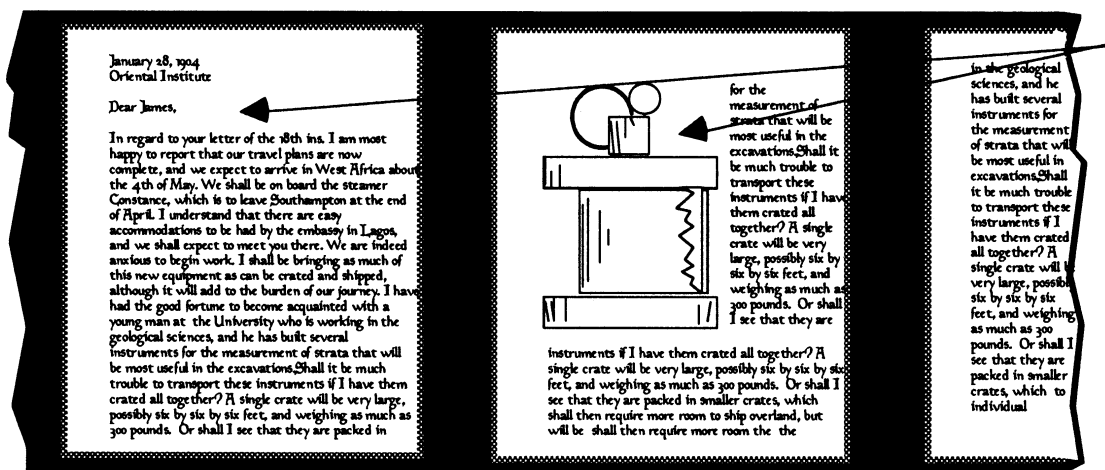 January 28, 1904
Oriental Institute
Dear James,
In regard to your letter of the 18th ins. I am most
happy to report that our travel plans are now
complete, and we expect to arrive in West Africa about
the 4th of May. We shall be on board the steamer
Constance, which is to leave Southampton at the end
of April. I understand that there are easy
accommodations to be had by the embassy in Lagos,
and we shall expect to meet you there. We are indeed
anxious to begin work. I shall be bringing as much of
this new equipment as can be crated and shipped,
although it will add to the burden of our journey. I have
had the good fortune to become acquainted with a
young man at the University who is working in the
geological sciences, and he has built several
instruments for the measurement of strata that will
be most useful in the excavations.Shall it be much
trouble to transport these instruments if I have them
crated all together? A single crate will be very large,
possibly six by six by six feet, and weighing as much as
300 pounds. Or shall I see that they are packed in
for the
measurement of
strata that will be
most useful in the
excavations.Shall it
be much trouble to
transport these
instruments if I have
them crated all
together? A single
crate will be very
large, possibly six by
six by six feet, and
weighing as much as
300 pounds. Or shall
I see that they are
instruments if I have them crated all together? A
single crate will be very large, possibly six by six by six
feet, and weighing as much as 300 pounds. Or shall I
see that they are packed in smaller crates, which
shall then require more room to ship overland, but
will be shall then require more room the the
in the geological
sciences, and he
has built several
instruments for
the measurement
of strata that will
be most useful in
excavations.Shall
it be much trouble
to transport these
instruments if I
have them crated
all together? A
single crate will be
very large, possibly
six by six by six
feet, and weighing
as much as 300
pounds. Or shall I
see that they are
packed in smaller
crates, which to
individual